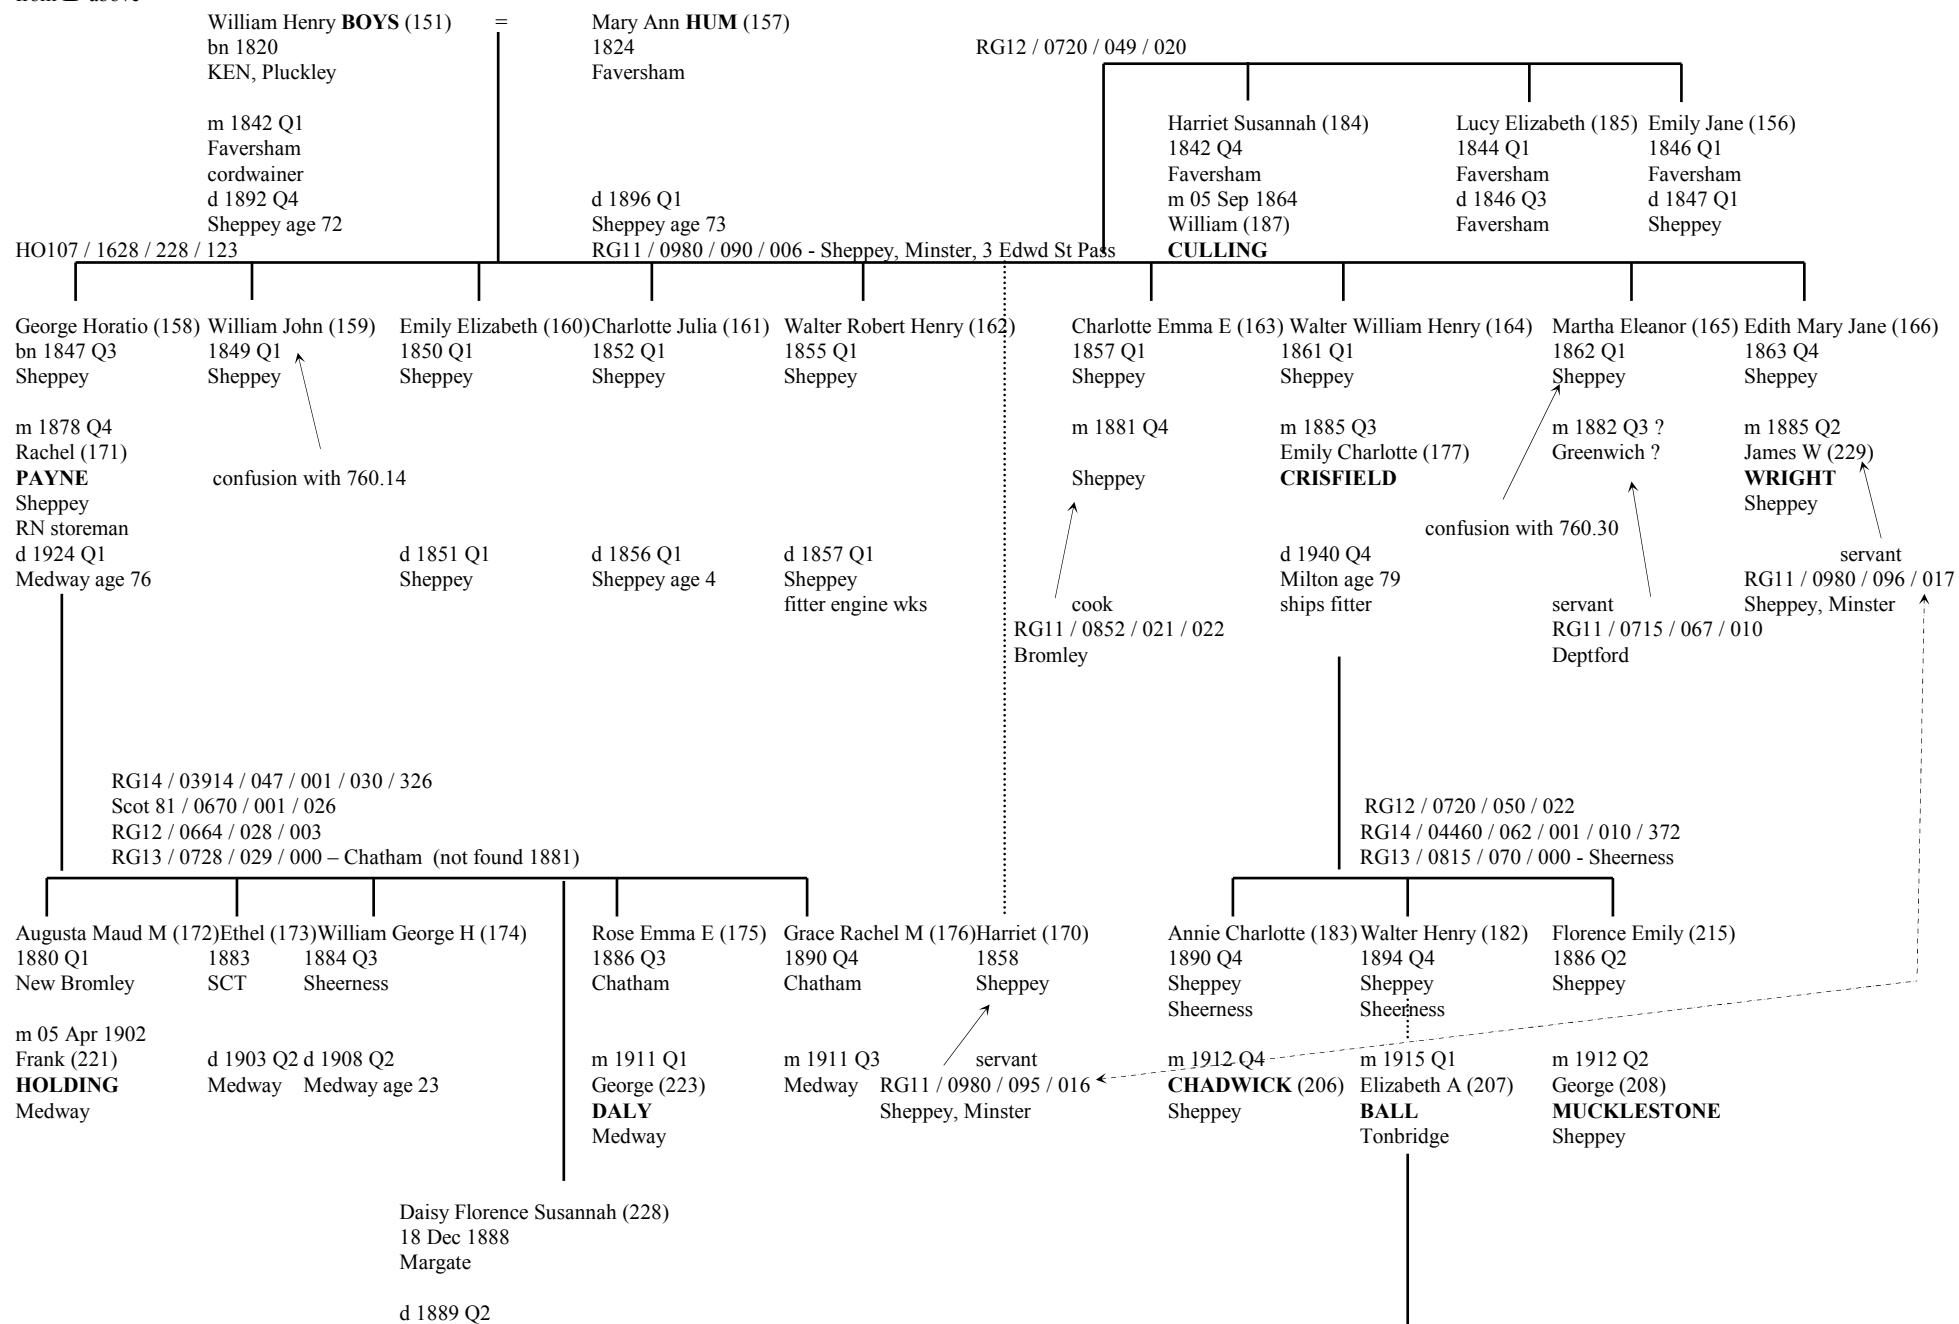 William Henry BOYS (151) = Mary Ann HUM (157)
bn 1820
KEN, Pluckley
1824
Faversham
RG12 / 0720 / 049 / 020
m 1842 Q1
Faversham
cordwainer
d 1892 Q4
Sheppey age 72
d 1896 Q1
Sheppey age 73
Harriet Susannah (184)
1842 Q4
Faversham
m 05 Sep 1864
William (187)
CULLING
Lucy Elizabeth (185)
1844 Q1
Faversham
d 1846 Q3
Faversham
Emily Jane (156)
1846 Q1
Faversham
d 1847 Q1
Sheppey
HO107 / 1628 / 228 / 123
RG11 / 0980 / 090 / 006 - Sheppey, Minster, 3 Edwd St Pass
George Horatio (158)
bn 1847 Q3
Sheppey
m 1878 Q4
Rachel (171)
PAYNE
Sheppey
RN storeman
d 1924 Q1
Medway age 76
William John (159)
1849 Q1
Sheppey
confusion with 760.14
Emily Elizabeth (160)
1850 Q1
Sheppey
d 1851 Q1
Sheppey
Charlotte Julia (161)
1852 Q1
Sheppey
d 1856 Q1
Sheppey age 4
Walter Robert Henry (162)
1855 Q1
Sheppey
d 1857 Q1
Sheppey
fitter engine wks
Charlotte Emma E (163)
1857 Q1
Sheppey
m 1881 Q4
Sheppey
cook
RG11 / 0852 / 021 / 022
Bromley
Walter William Henry (164)
1861 Q1
Sheppey
m 1885 Q3
Emily Charlotte (177)
CRISFIELD
d 1940 Q4
Milton age 79
ships fitter
Martha Eleanor (165)
1862 Q1
Sheppey
m 1882 Q3 ?
Greenwich ?
confusion with 760.30
servant
RG11 / 0715 / 067 / 010
Deptford
Edith Mary Jane (166)
1863 Q4
Sheppey
m 1885 Q2
James W (229)
WRIGHT
Sheppey
servant
RG11 / 0980 / 096 / 017
Sheppey, Minster
RG14 / 03914 / 047 / 001 / 030 / 326
Scot 81 / 0670 / 001 / 026
RG12 / 0664 / 028 / 003
RG13 / 0728 / 029 / 000 – Chatham (not found 1881)
RG12 / 0720 / 050 / 022
RG14 / 04460 / 062 / 001 / 010 / 372
RG13 / 0815 / 070 / 000 - Sheerness
Augusta Maud M (172)
1880 Q1
New Bromley
m 05 Apr 1902
Frank (221)
HOLDING
Medway
Ethel (173)
1883
SCT
d 1903 Q2
Medway
William George H (174)
1884 Q3
Sheerness
d 1908 Q2
Medway age 23
Rose Emma E (175)
1886 Q3
Chatham
m 1911 Q1
George (223)
DALY
Medway
Grace Rachel M (176)
1890 Q4
Chatham
m 1911 Q3
Medway
Harriet (170)
1858
Sheppey
servant
RG11 / 0980 / 095 / 016
Sheppey, Minster
Annie Charlotte (183)
1890 Q4
Sheppey
Sheerness
m 1912 Q4
CHADWICK (206)
Sheppey
Walter Henry (182)
1894 Q4
Sheppey
Sheerness
m 1915 Q1
Elizabeth A (207)
BALL
Tonbridge
Florence Emily (215)
1886 Q2
Sheppey
m 1912 Q2
George (208)
MUCKLESTONE
Sheppey
Daisy Florence Susannah (228)
18 Dec 1888
Margate
d 1889 Q2